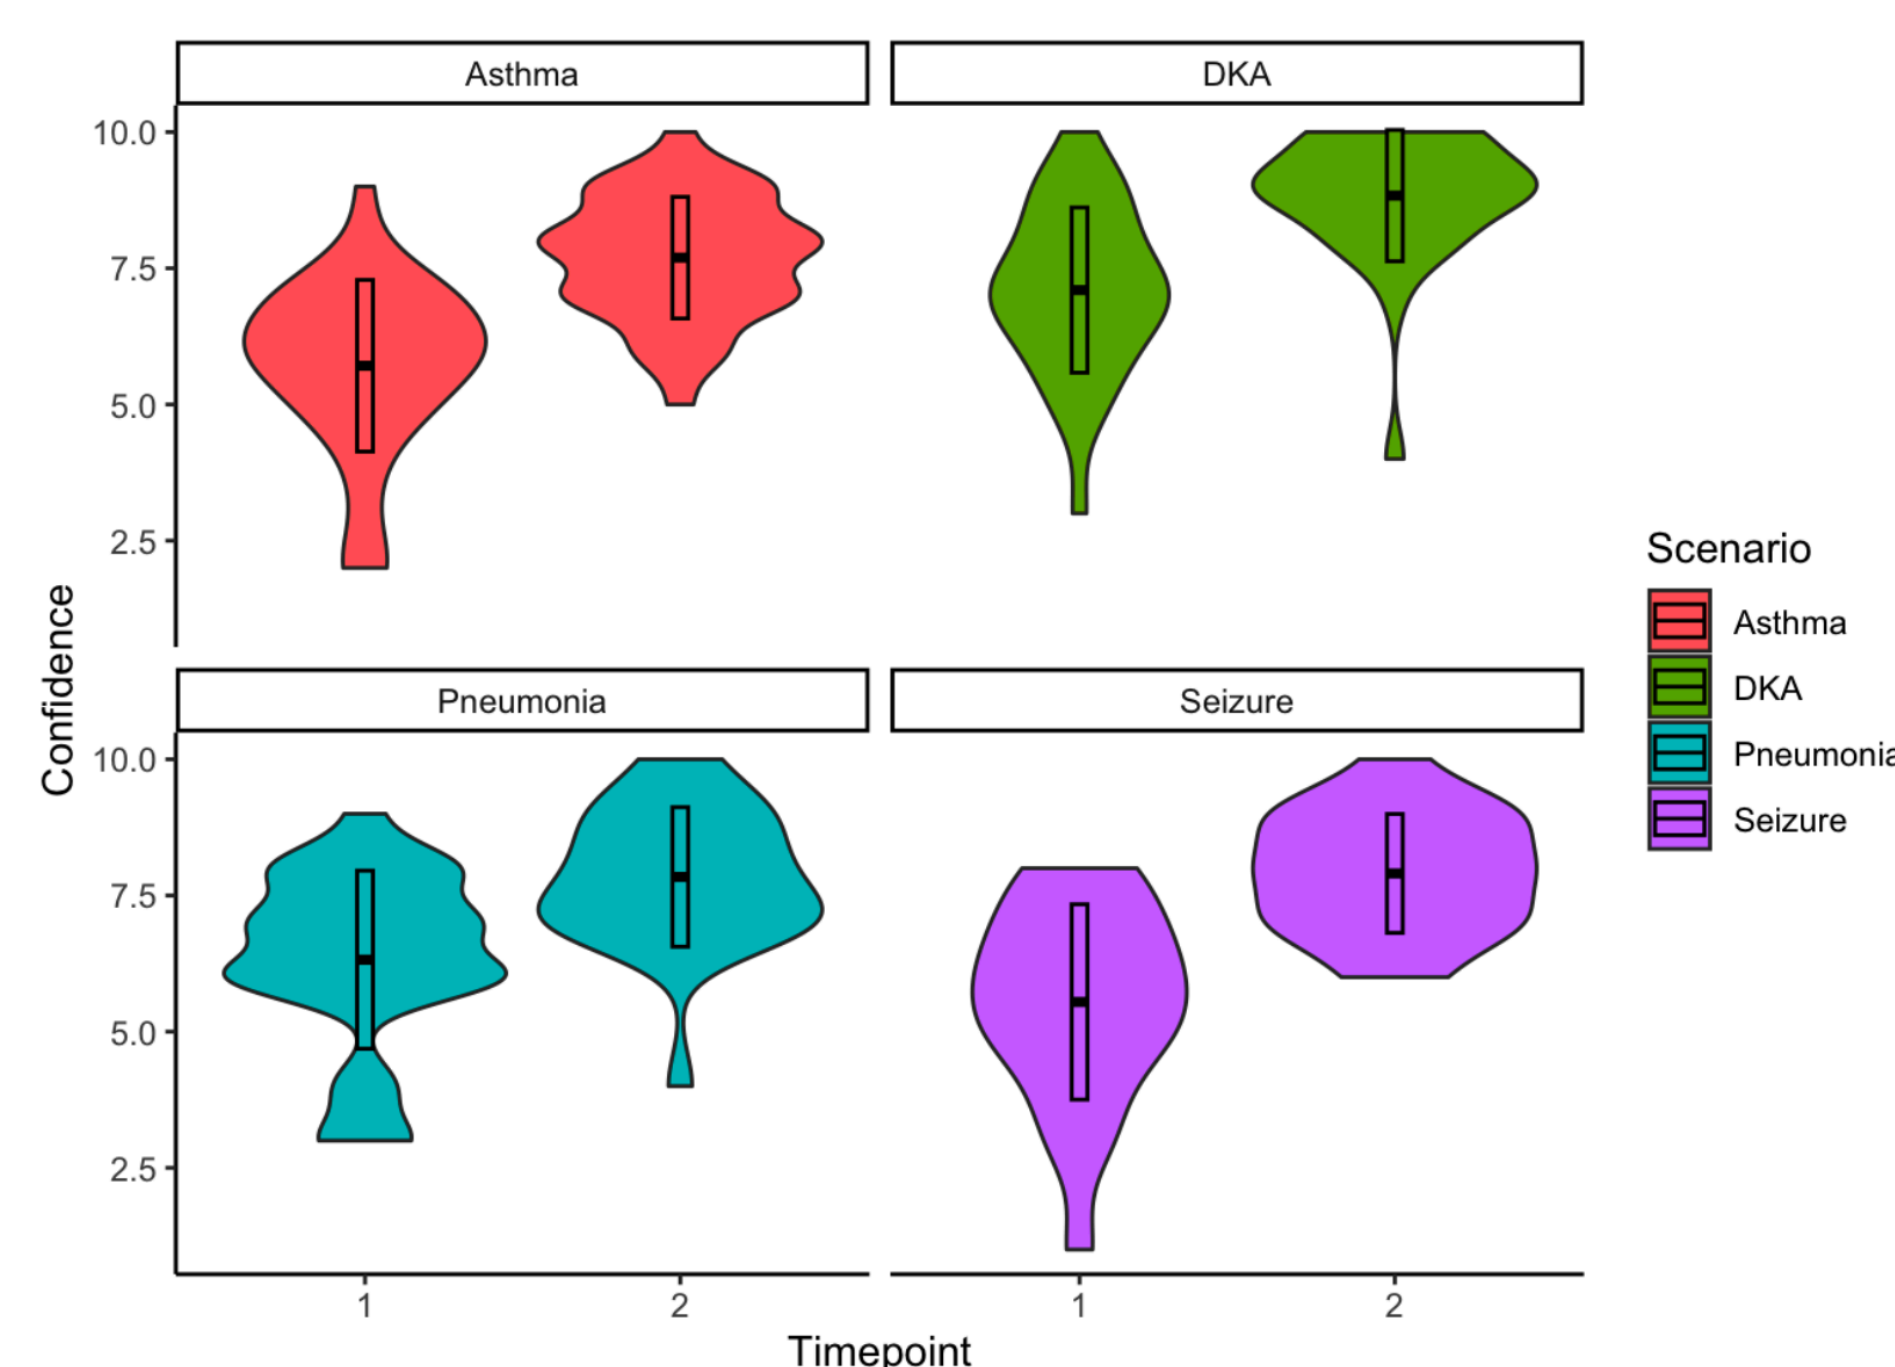 Asthma
DKA
10.0
7.5
5.0
2.5
Confidence
Pneumonia
Seizure
10.0
7.5
5.0
2.5
1
2
1
2
Timepoint
Scenario
Asthma
DKA
Pneumonia
Seizure